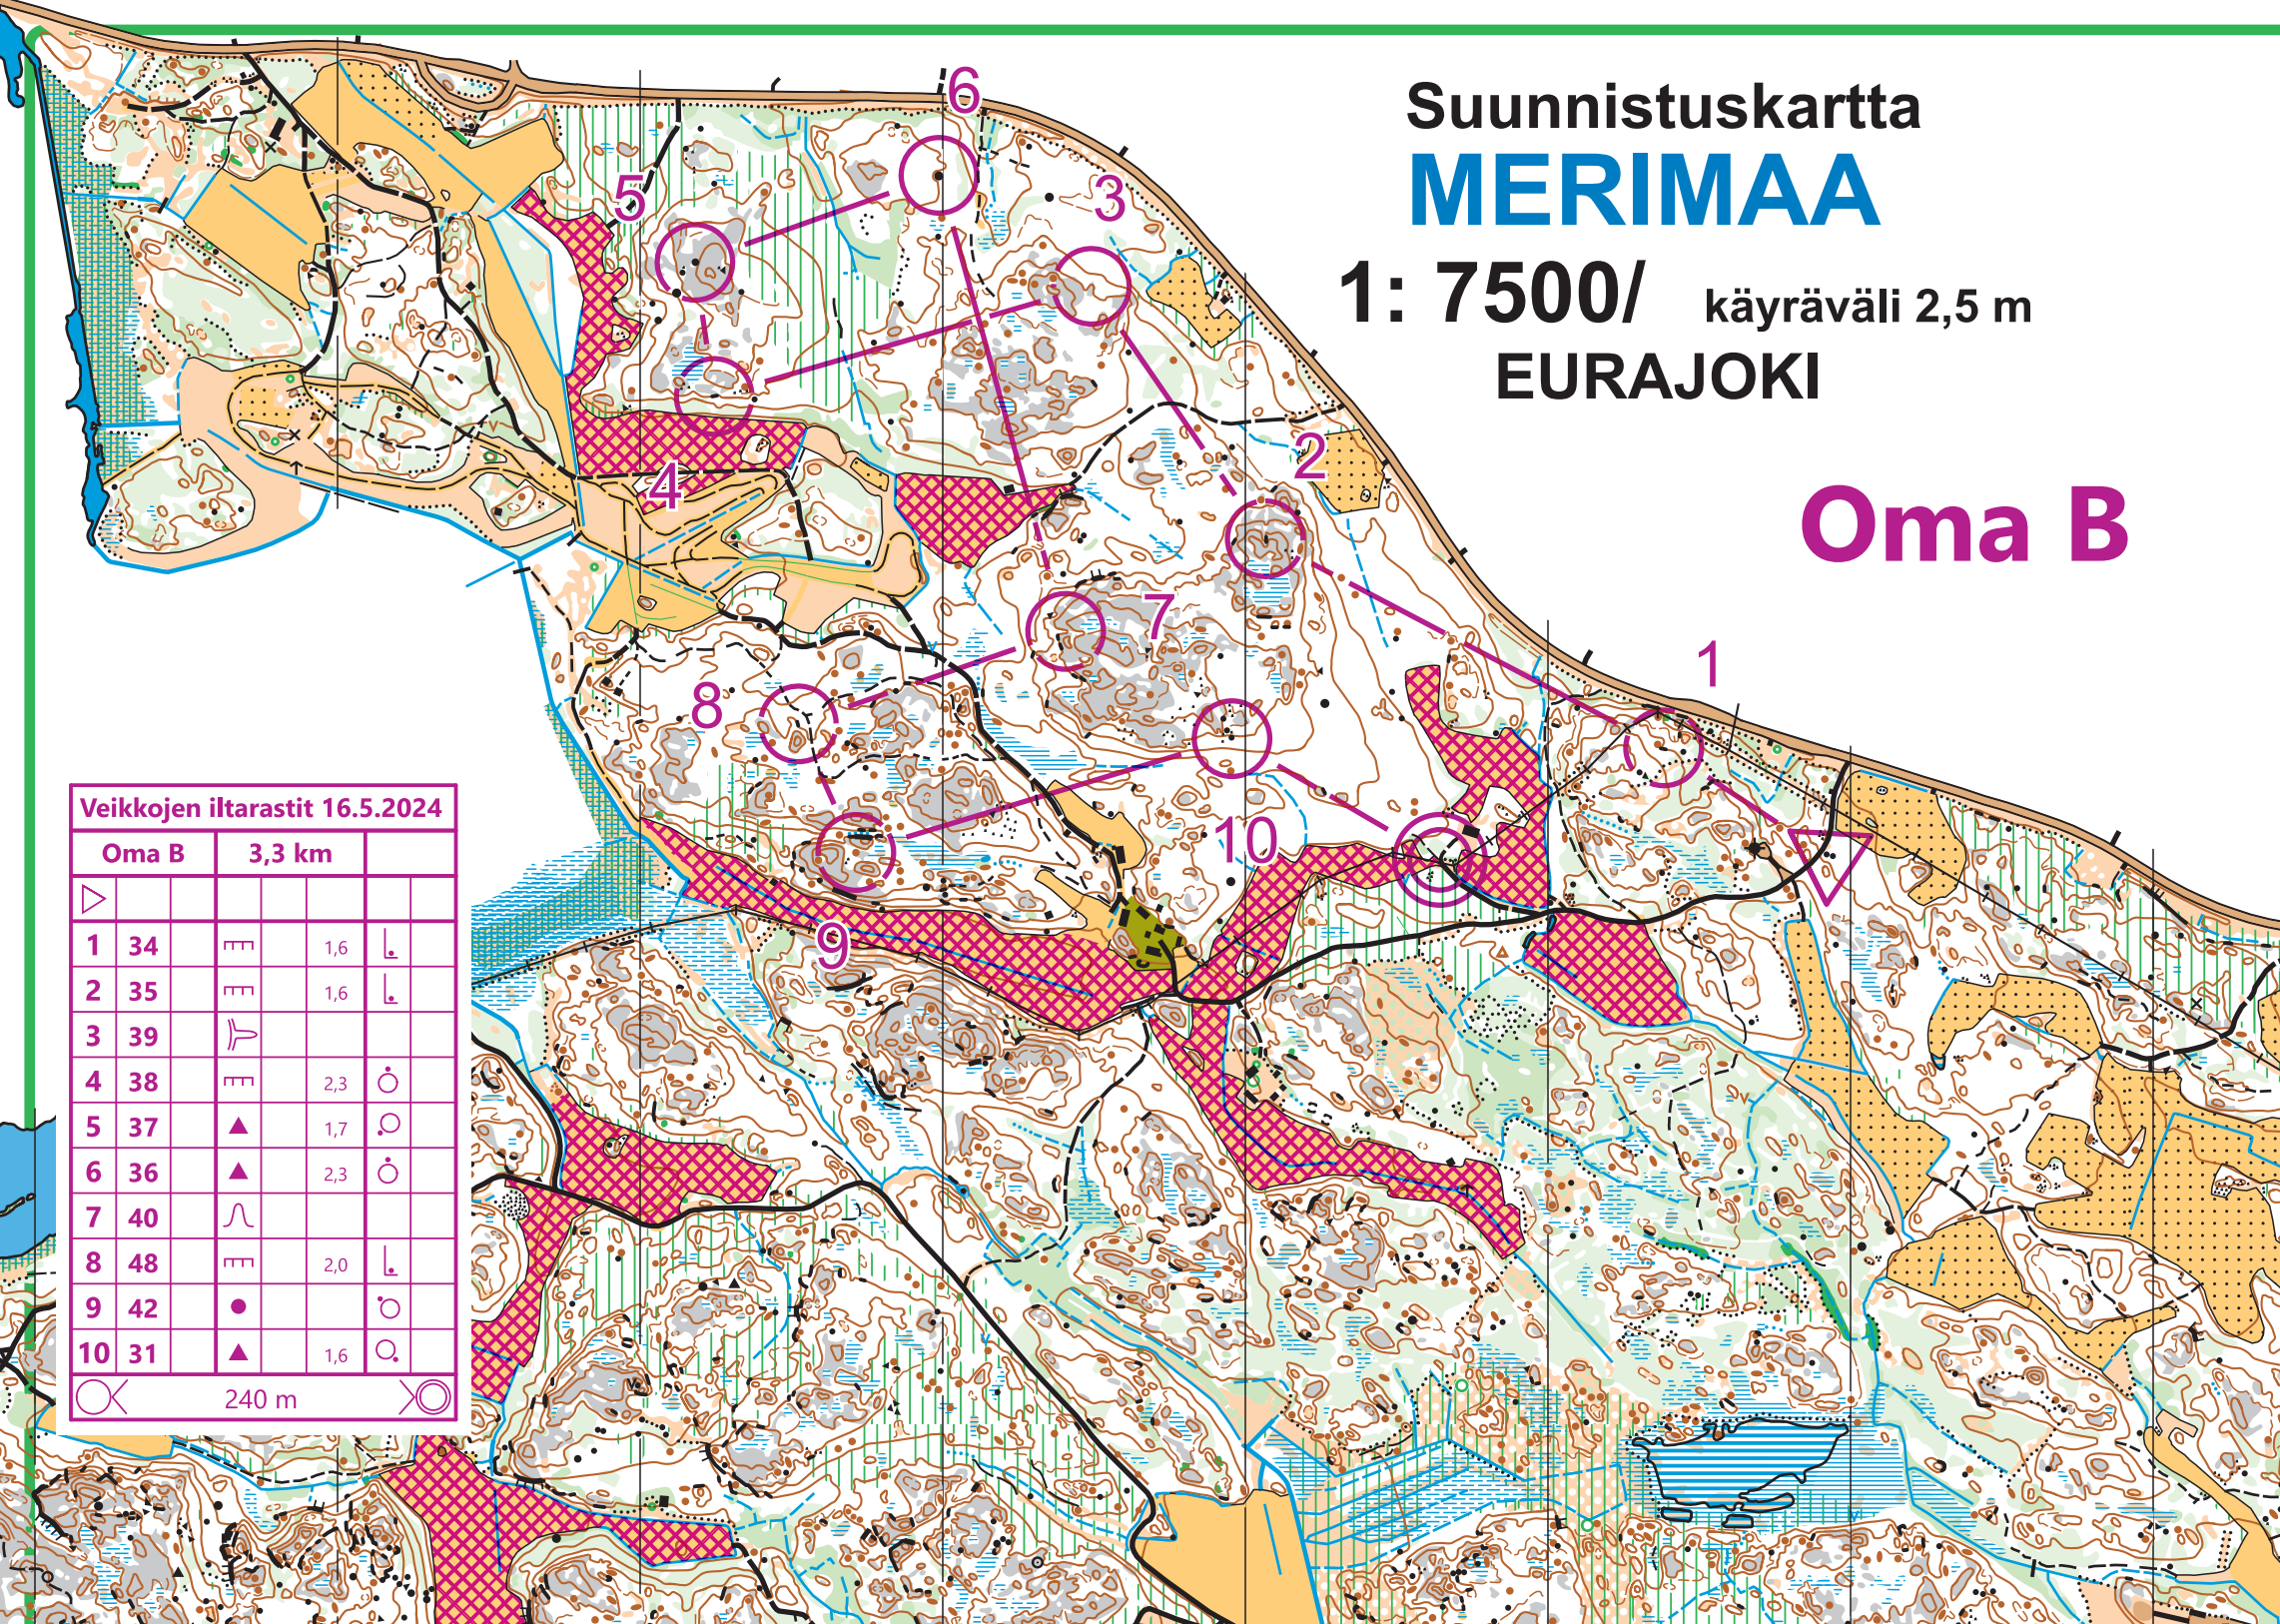 Suunnistuskartta
MERIMAA
1: 7500/ käyräväli 2,5 m
EURAJOKI
Oma B
6
5
3
2
4
7
1
8
10
9
Veikkojen iltarastit 16.5.2024
Oma B 3,3 km
1 34 1,6
2 35 1,6
3 39
4 38 2,3
5 37 1,7
6 36 2,3
7 40
8 48 2,0
9 42
10 31 1,6
240 m